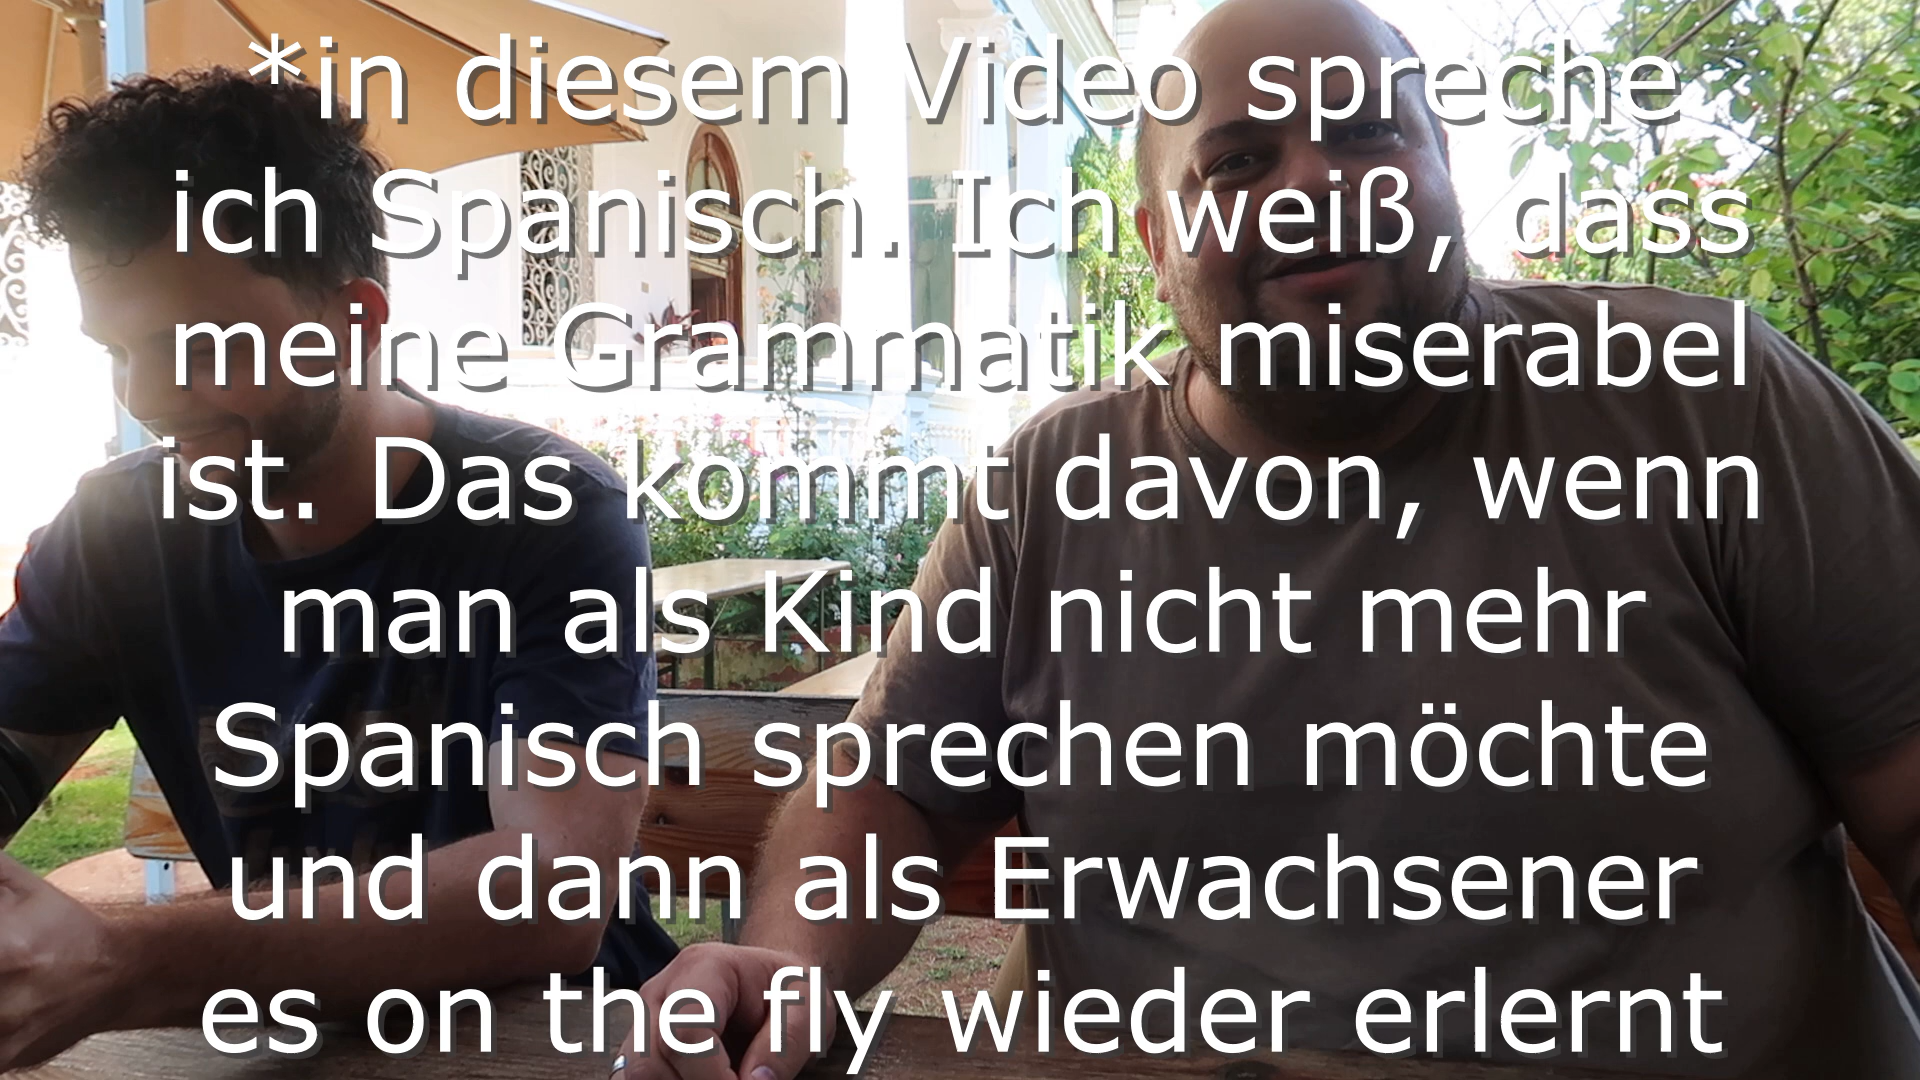 *in diesem Video spreche
ich Spanisch. Ich weiß, dass
meine Grammatik miserabel
ist. Das kommt davon, wenn
man als Kind nicht mehr
Spanisch sprechen möchte
und dann als Erwachsener
es on the fly wieder erlernt